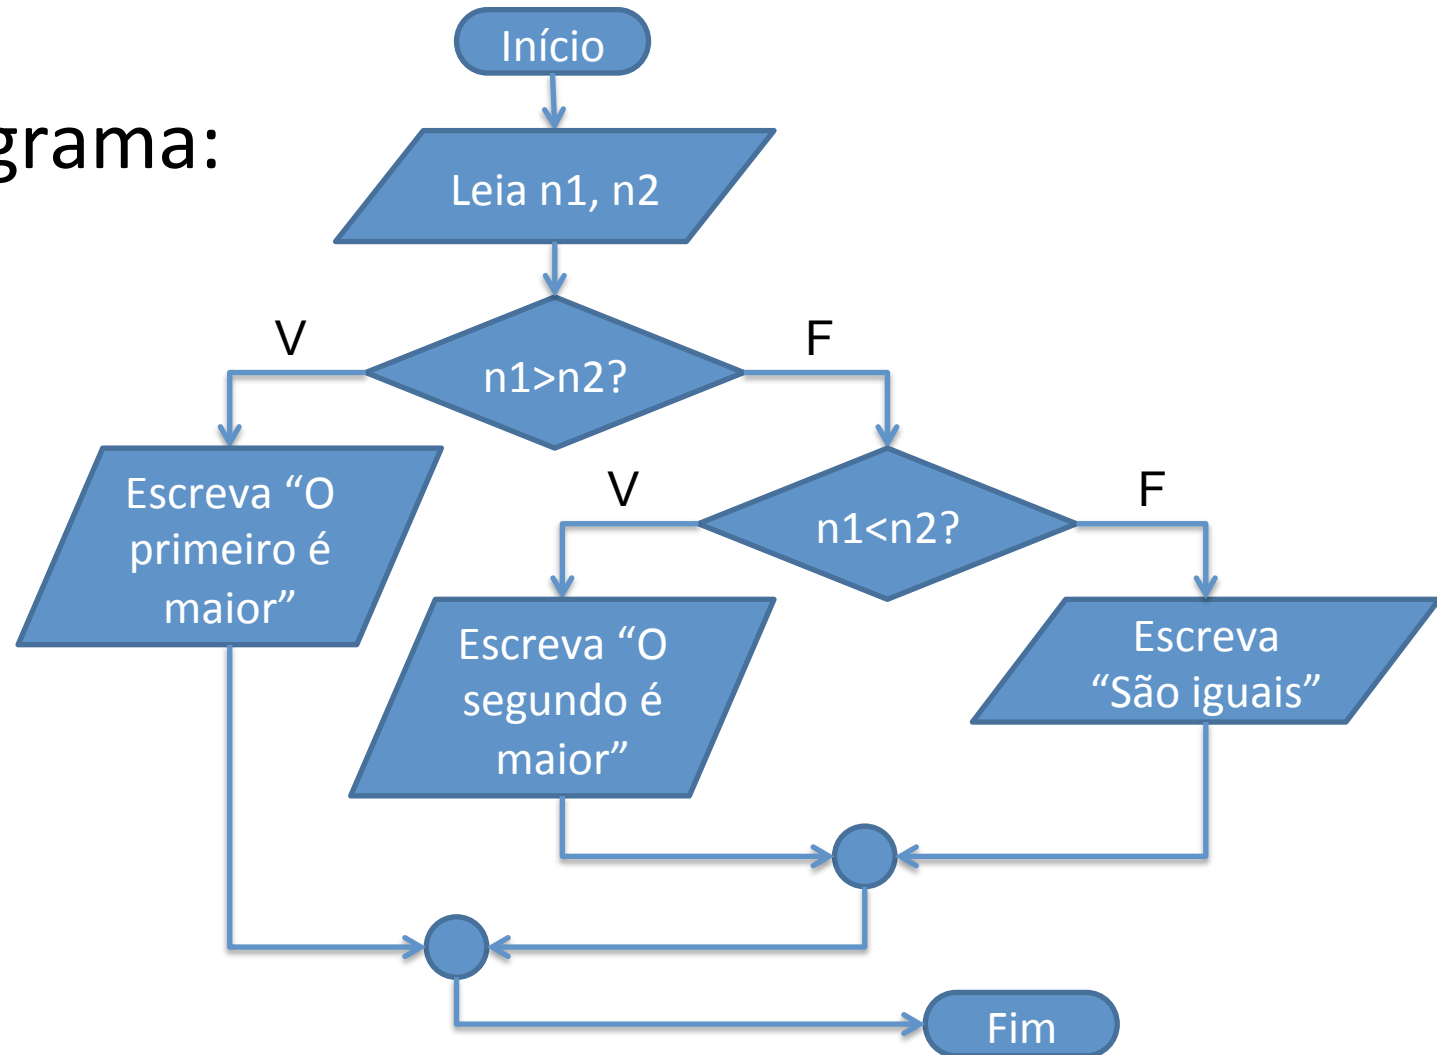 Início
grama:
Leia n1, n2
V
F
n1>n2?
Escreva “O
primeiro é
maior”
V
F
n1<n2?
Escreva “O
segundo é
maior”
Escreva
“São iguais”
Fim